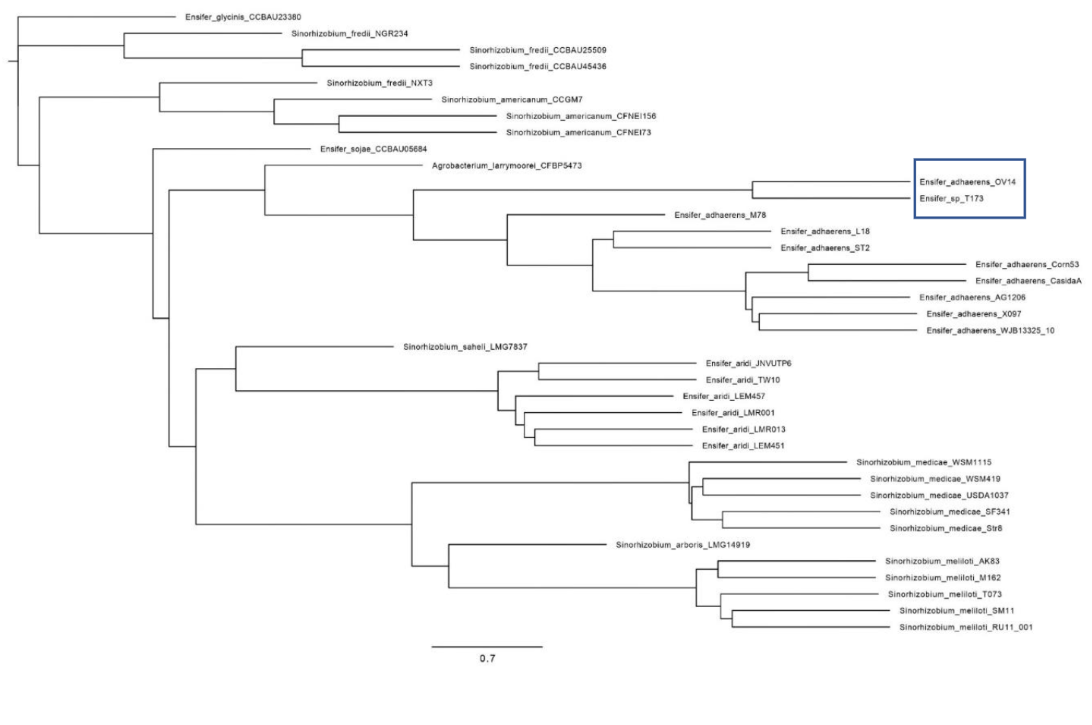 Ensifer_glycinis_CCBAU23380
Sinorhizobium_fredii_NGR234
Sinorhizobium_fredii_CCBAU25509
Sinorhizobium_fredii_CCBAU45436
Sinorhizobium_fredii_NXT3
Sinorhizobium_americanum_CCGM7
Sinorhizobium_americanum_CFNEI156
Sinorhizobium_americanum_CFNEI73
Ensifer_sojae_CCBAU05684
Agrobacterium_larrymoorei_CFBP5473
Ensifer_adhaerens_OV14
Ensifer_sp_T173
Ensifer_adhaerens_M78
Ensifer_adhaerens_L18
Ensifer_adhaerens_ST2
Ensifer_adhaerens_Corn53
Ensifer_adhaerens_CasidaA
Ensifer_adhaerens_AG1206
Ensifer_adhaerens_X097
Ensifer_adhaerens_WJB13325_10
Sinorhizobium_saheli_LMG7837
Ensifer_aridi_JNVUTP6
Ensifer_aridi_TW10
Ensifer_aridi_LEM457
Ensifer_aridi_LMR001
Ensifer_aridi_LMR013
Ensifer_aridi_LEM451
Sinorhizobium_medicae_WSM1115
Sinorhizobium_medicae_WSM419
Sinorhizobium_medicae_USDA1037
Sinorhizobium_medicae_SF341
Sinorhizobium_medicae_Str8
Sinorhizobium_arboris_LMG14919
Sinorhizobium_meliloti_AK83
Sinorhizobium_meliloti_M162
Sinorhizobium_meliloti_T073
Sinorhizobium_meliloti_SM11
Sinorhizobium_meliloti_RU11_001
0.7